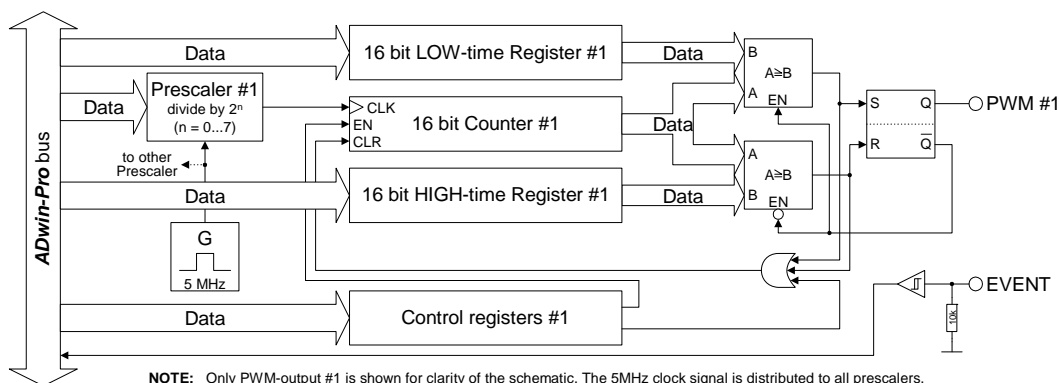 ADwin-Pro bus
Data
16 bit LOW-time Register #1
Data
B
A≥B
A
EN
Prescaler #1
divide by 2ⁿ
(n = 0...7)
Data
CLK
EN
CLR
16 bit Counter #1
Data
S
Q
PWM #1
R
Q
to other
Prescaler
A
A≥B
B
EN
Data
16 bit HIGH-time Register #1
Data
G
5 MHz
Data
Control registers #1
EVENT
10k
NOTE: Only PWM-output #1 is shown for clarity of the schematic. The 5MHz clock signal is distributed to all prescalers.